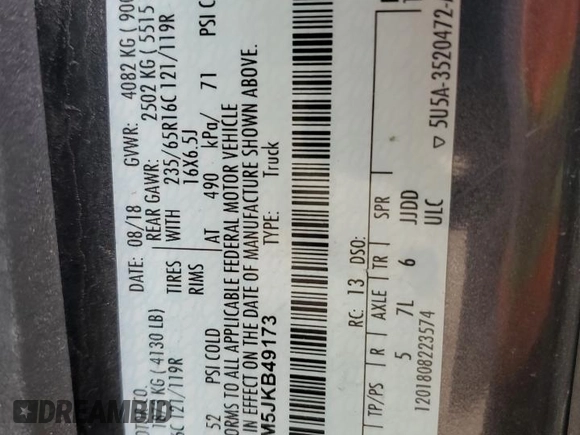 DATE: 08/18 GVWR: 4082 KG ( 900
REAR GAWR: 2502 KG ( 5515
KG ( 4130 LB) TIRES WITH 235/65R16C 121/119R
5C 121/119R RIMS 16X6.5J
52 PSI COLD AT 490 kPa/ 71 PSI C
FORMS TO ALL APPLICABLE FEDERAL MOTOR VEHICLE
IN EFFECT ON THE DATE OF MANUFACTURE SHOWN ABOVE.
M5JKB49173 TYPE: Truck
RC: 13 DSO:
TP/PS R AXLE TR SPR
5 7L 6 JJDD
1201808223574 ULC
▽ 5U5A-3520472-
DREAMBID